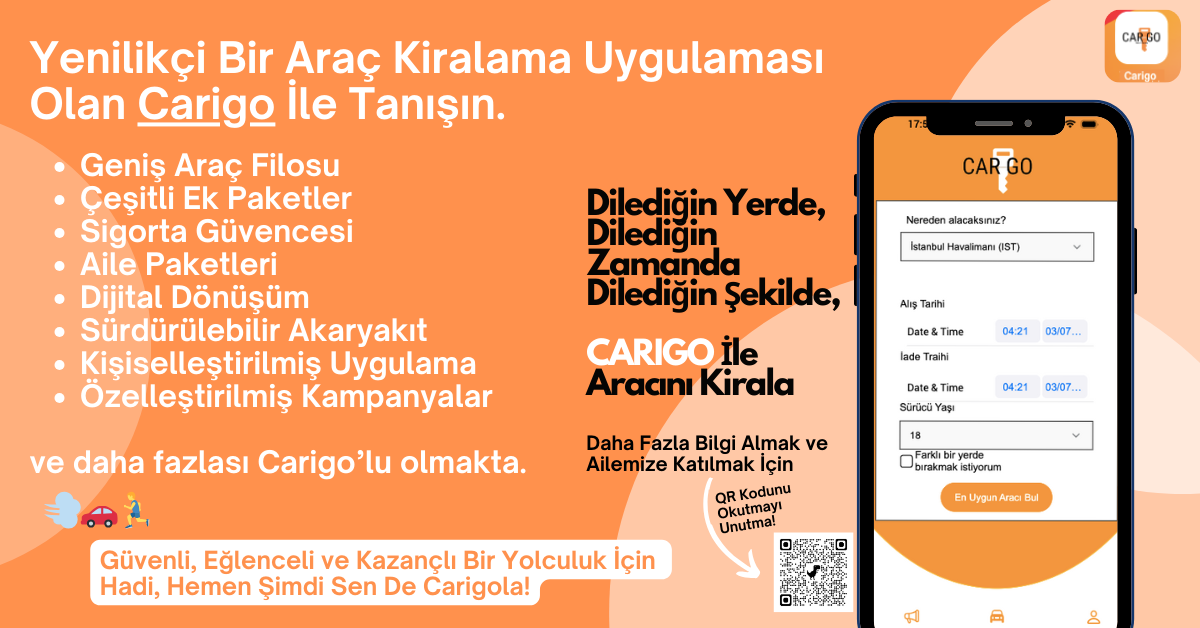 Yenilikçi Bir Araç Kiralama Uygulaması
Olan Carigo İle Tanışın.
Geniş Araç Filosu
Çeşitli Ek Paketler
Sigorta Güvencesi
Aile Paketleri
Dijital Dönüşüm
Sürdürülebilir Akaryakıt
Kişiselleştirilmiş Uygulama
Özelleştirilmiş Kampanyalar
ve daha fazlası Carigo’lu olmakta.
Güvenli, Eğlenceli ve Kazançlı Bir Yolculuk İçin
Hadi, Hemen Şimdi Sen De Carigola!
Dilediğin Yerde,
Dilediğin
Zamanda
Dilediğin Şekilde,
CARIGO İle
Aracını Kirala
Daha Fazla Bilgi Almak ve
Ailemize Katılmak İçin
QR Kodunu
Okutmayı
Unutma!
CAR GO
Carigo
CAR GO
Nereden alacaksınız?
İstanbul Havalimanı (IST)
Alış Tarihi
Date & Time 04:21 03/07...
İade Traihi
Date & Time 04:21 03/07...
Sürücü Yaşı
18
Farklı bir yerde
bırakmak istiyorum
En Uygun Aracı Bul